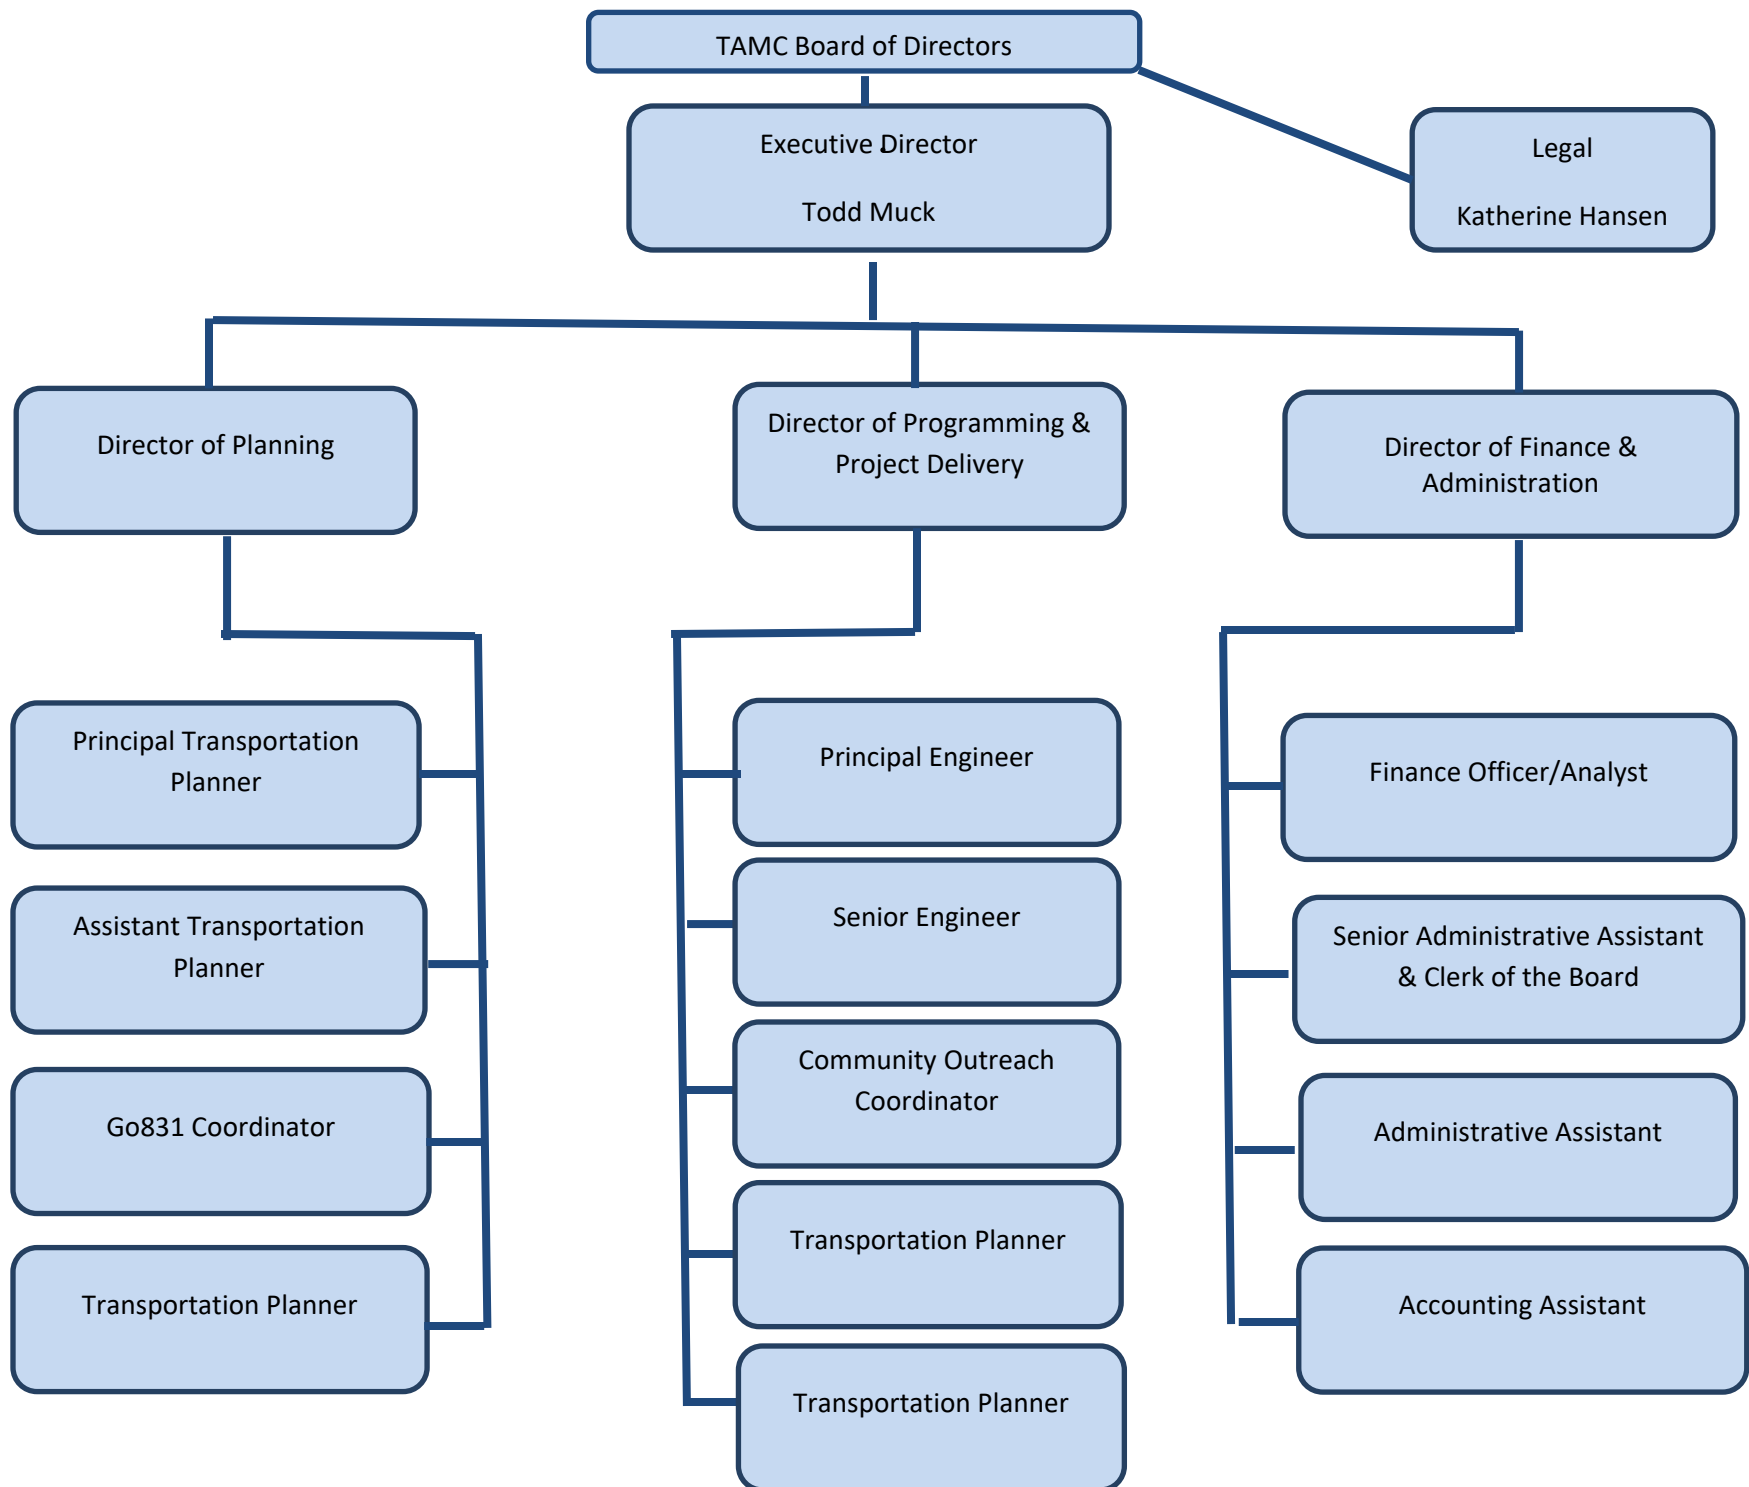 TAMC Board of Directors
Executive Director
Todd Muck
Legal
Katherine Hansen
Director of Planning
Director of Programming &
Project Delivery
Director of Finance &
Administration
Principal Transportation
Planner
Assistant Transportation
Planner
Go831 Coordinator
Transportation Planner
Principal Engineer
Senior Engineer
Community Outreach
Coordinator
Transportation Planner
Transportation Planner
Finance Officer/Analyst
Senior Administrative Assistant
& Clerk of the Board
Administrative Assistant
Accounting Assistant